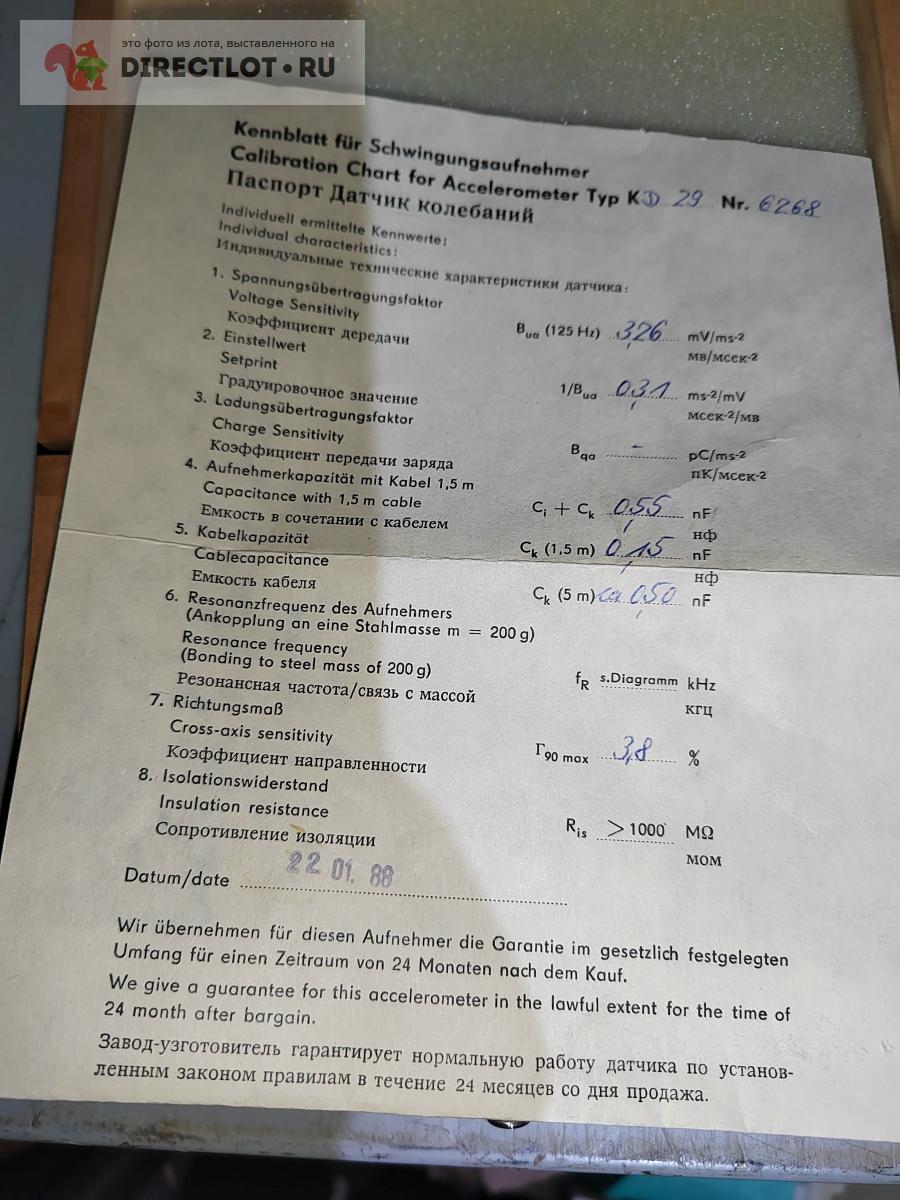 это фото из лота, выставленного на
DIRECTLOT•RU
Kennblatt für Schwingungsaufnehmer
Calibration Chart for Accelerometer Typ KD 29 Nr. 6268
Паспорт Датчик колебаний
Individuell ermittelte Kennwerte:
Individual characteristics:
Индивидуальные технические характеристики датчика:
1. Spannungsübertragungsfaktor
Voltage Sensitivity Bua (125 Hz) 3,26 mV/ms-2
Коэффициент дередачи мв/мсек-2
2. Einstellwert
Setprint 1/Bua 0,31 ms-2/mV
Градуировочное значение мсек-2/мв
3. Ladungsübertragungsfaktor
Charge Sensitivity Bqa – pC/ms-2
Коэффициент передачи заряда пК/мсек-2
4. Aufnehmerkapazität mit Kabel 1,5 m
Capacitance with 1,5 m cable Ci + Ck 0,55 nF
Емкость в сочетании с кабелем нф
5. Kabelkapazität Ck (1,5 m) 0,15 nF
Cablecapacitance нф
Емкость кабеля Ck (5 m) ca 0,50 nF
6. Resonanzfrequenz des Aufnehmers
(Ankopplung an eine Stahlmasse m = 200 g)
Resonance frequency
(Bonding to steel mass of 200 g) fR s.Diagramm kHz
Резонансная частота/связь с массой кгц
7. Richtungsmaß
Cross-axis sensitivity Γ90 max 3,8 %
Коэффициент направленности
8. Isolationswiderstand
Insulation resistance Ris > 1000 MΩ
Сопротивление изоляции мом
Datum/date 22 01. 88
Wir übernehmen für diesen Aufnehmer die Garantie im gesetzlich festgelegten
Umfang für einen Zeitraum von 24 Monaten nach dem Kauf.
We give a guarantee for this accelerometer in the lawful extent for the time of
24 month after bargain.
Завод-узготовитель гарантирует нормальную работу датчика по установ-
ленным законом правилам в течение 24 месяцев со дня продажа.